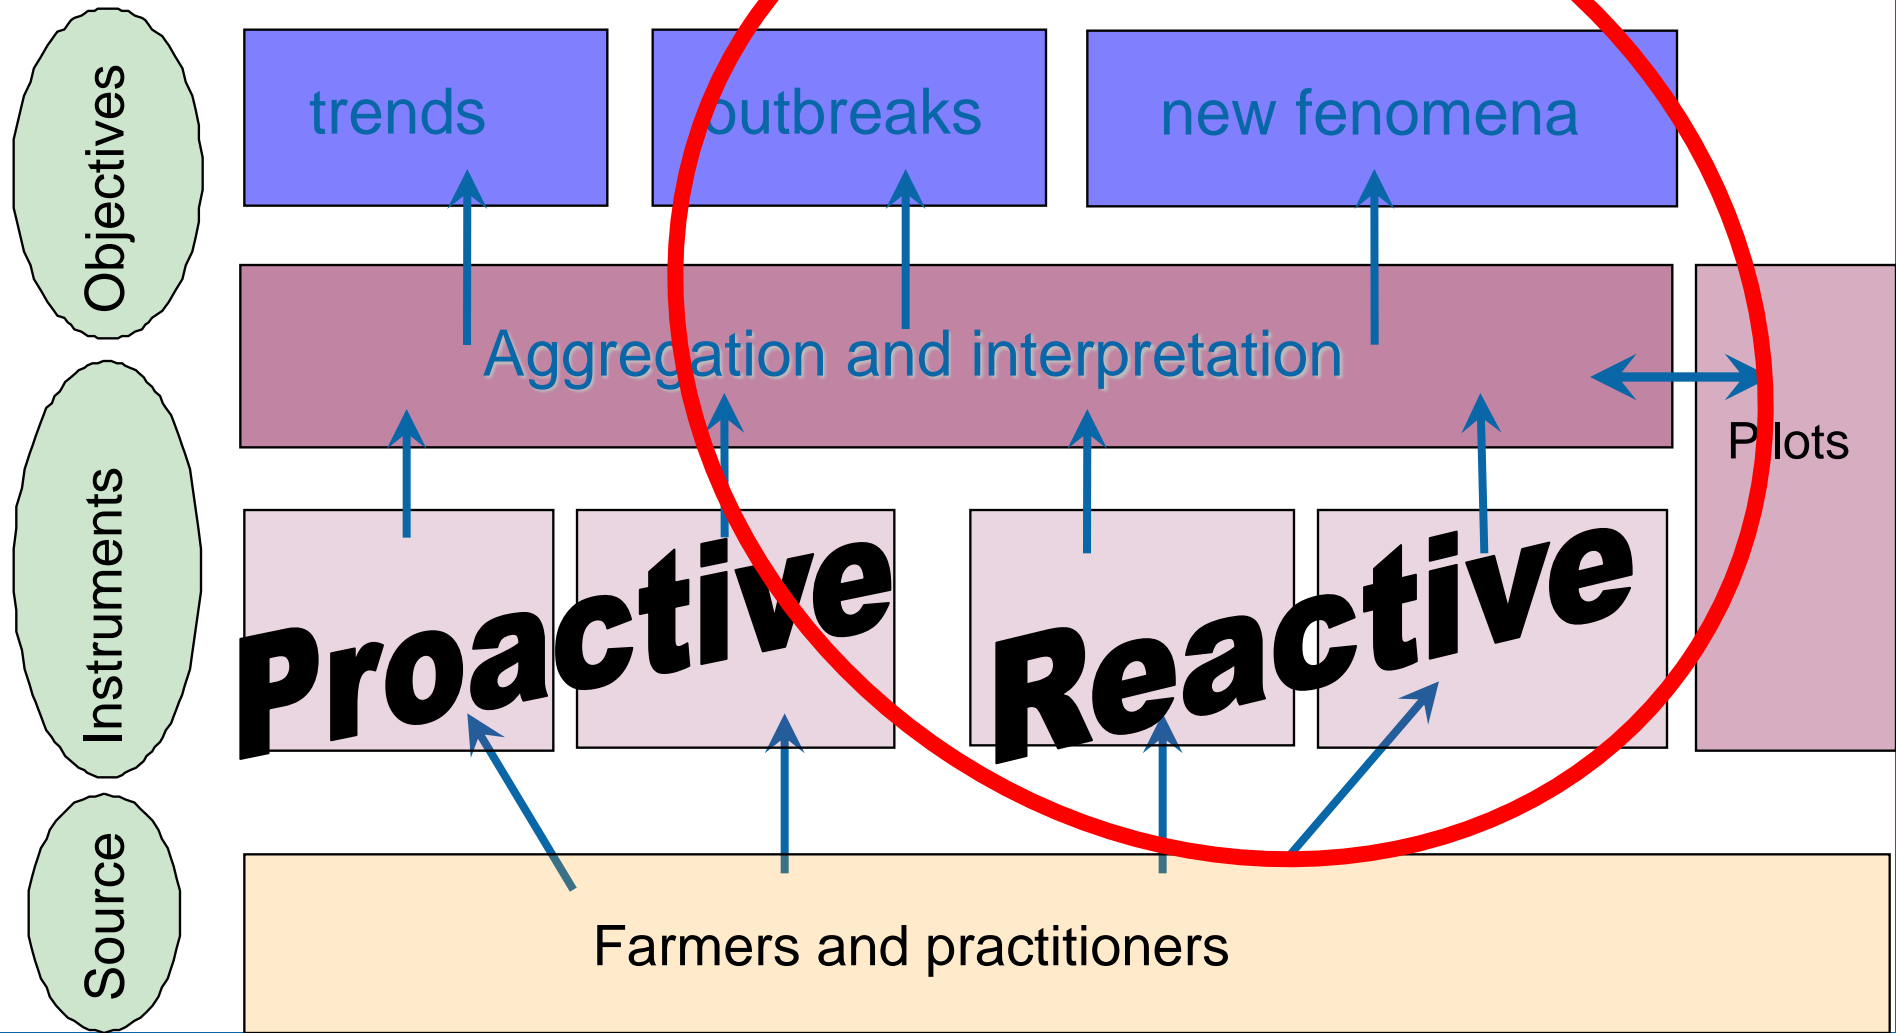 Objectives
trends
outbreaks
new fenomena
Aggregation and interpretation
Pilots
Instruments
Proactive
Reactive
Source
Farmers and practitioners